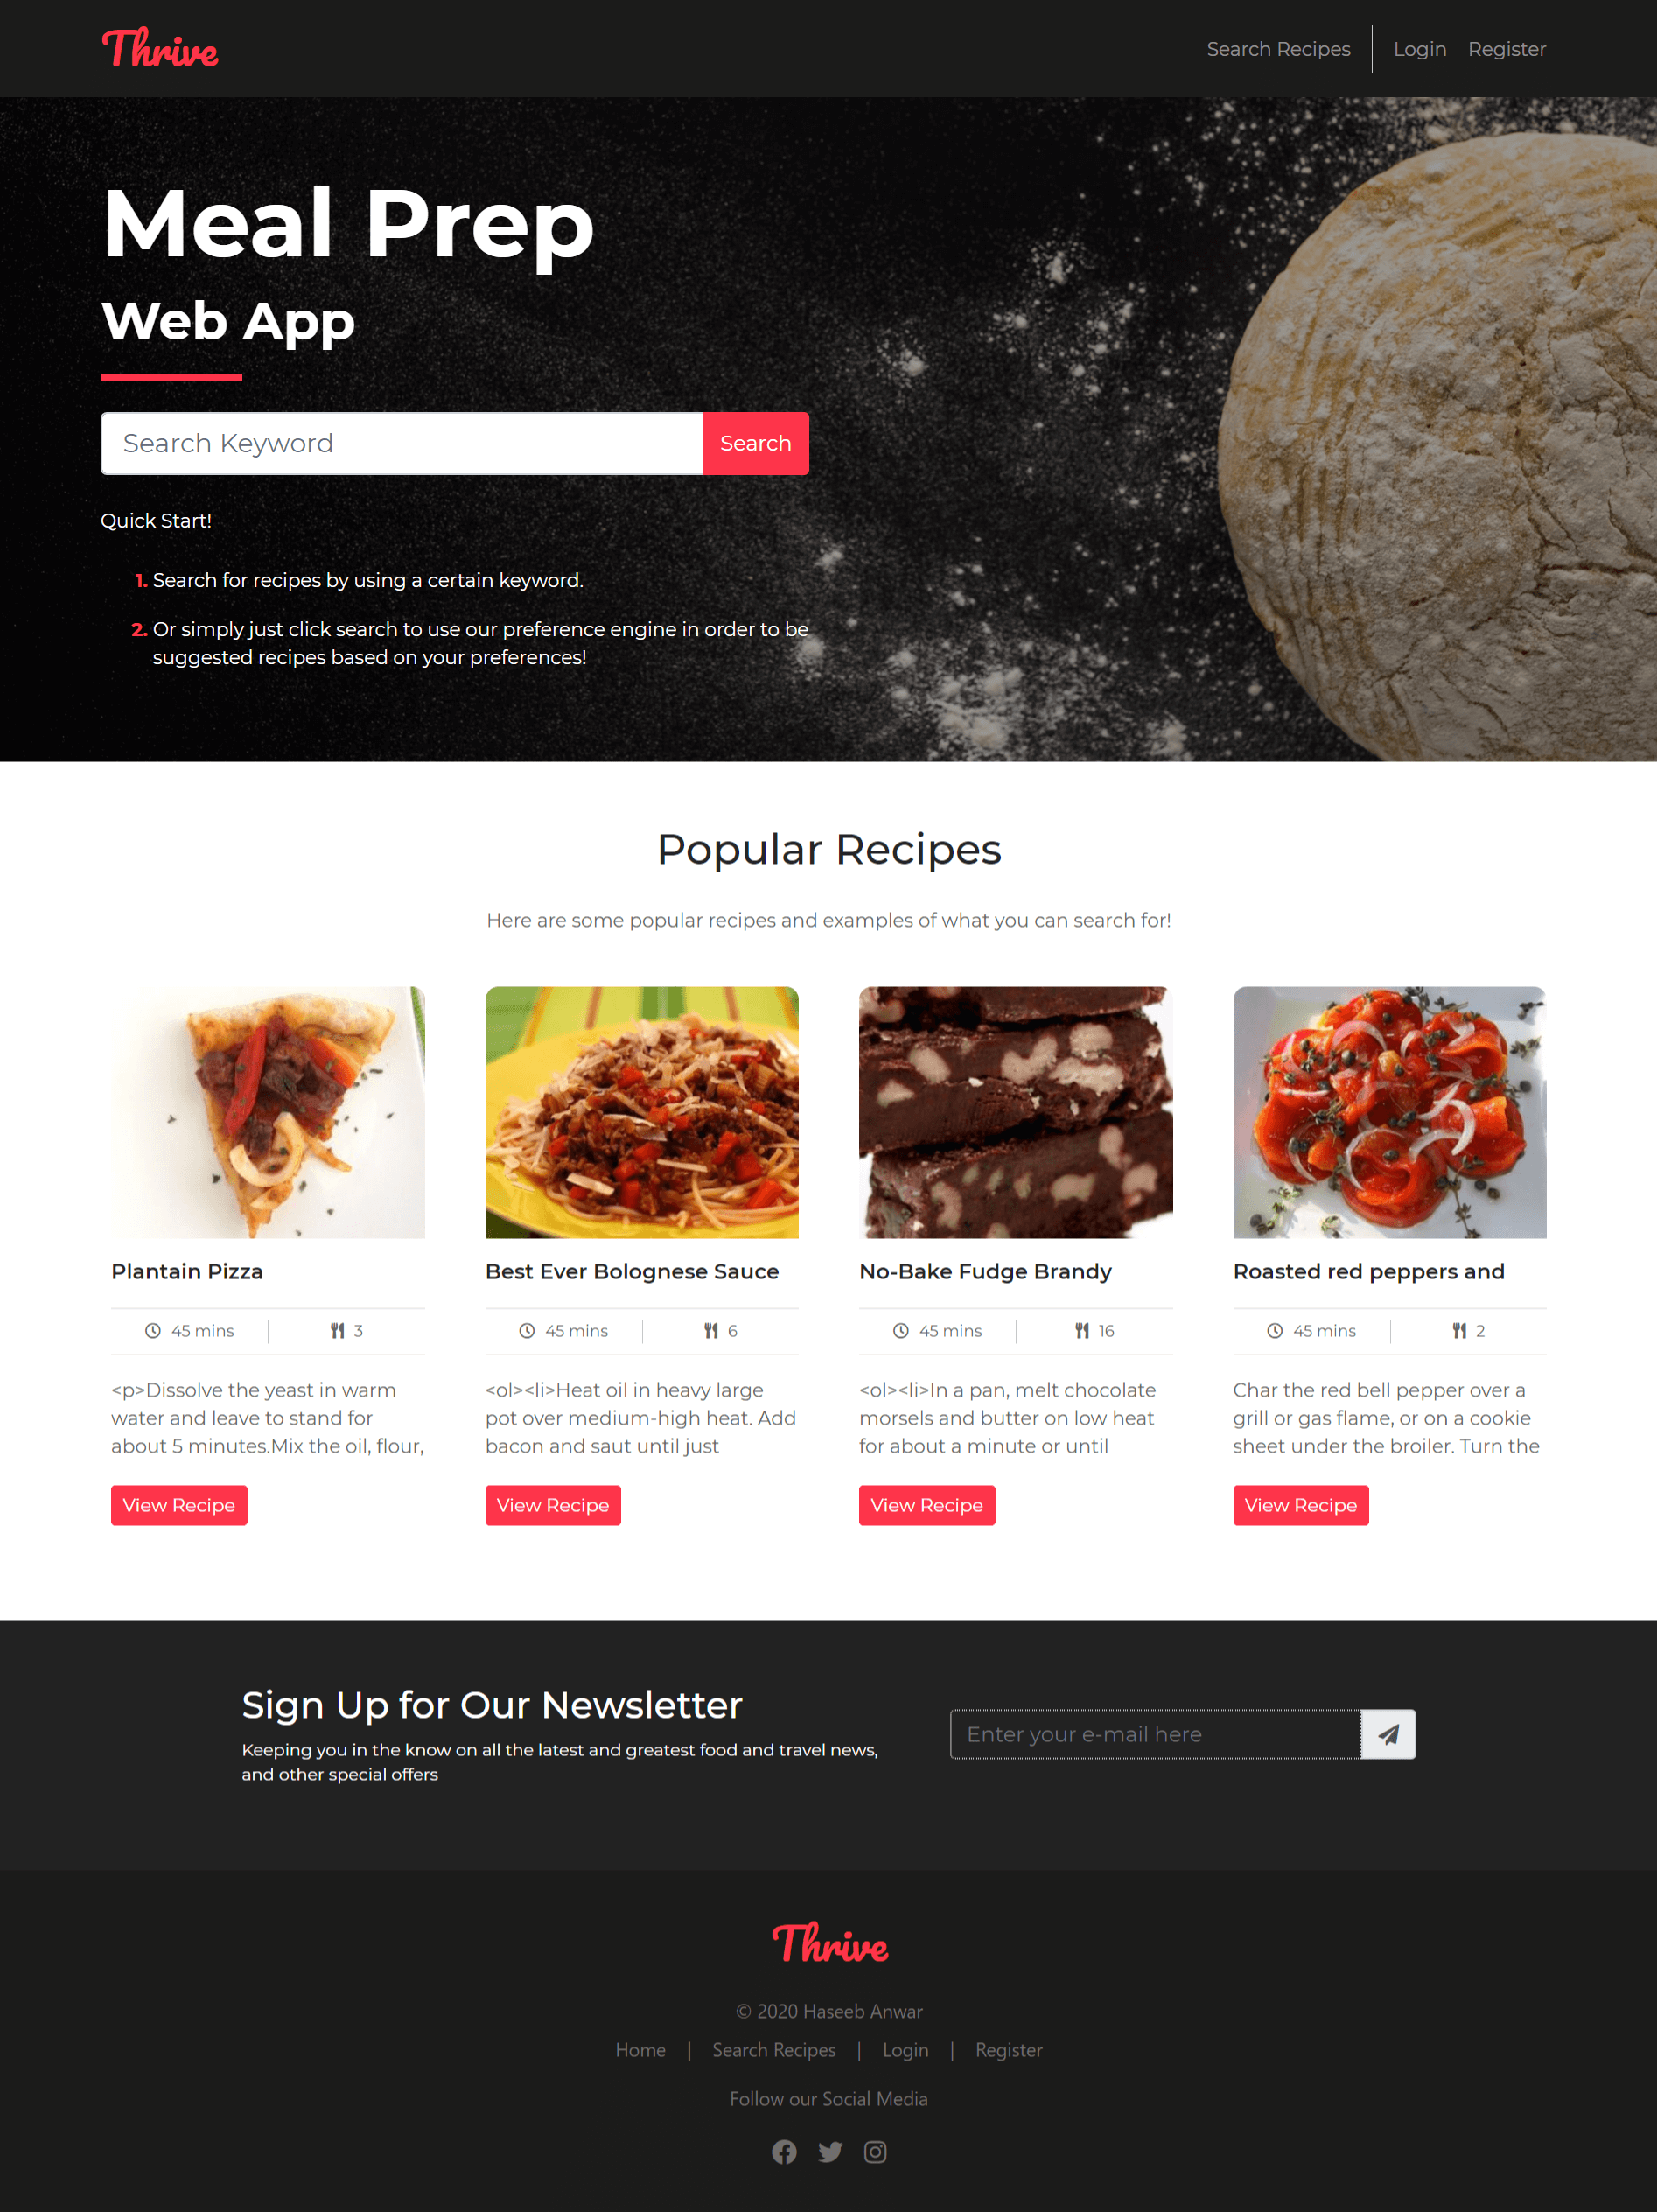 Thrive
Search Recipes
Login
Register
Meal Prep
Web App
Search Keyword
Search
Quick Start!
1. Search for recipes by using a certain keyword.
2. Or simply just click search to use our preference engine in order to be
suggested recipes based on your preferences!
Popular Recipes
Here are some popular recipes and examples of what you can search for!
Plantain Pizza
45 mins
3
<p>Dissolve the yeast in warm
water and leave to stand for
about 5 minutes.Mix the oil, flour,
View Recipe
Best Ever Bolognese Sauce
45 mins
6
<ol><li>Heat oil in heavy large
pot over medium-high heat. Add
bacon and saut until just
View Recipe
No-Bake Fudge Brandy
45 mins
16
<ol><li>In a pan, melt chocolate
morsels and butter on low heat
for about a minute or until
View Recipe
Roasted red peppers and
45 mins
2
Char the red bell pepper over a
grill or gas flame, or on a cookie
sheet under the broiler. Turn the
View Recipe
Sign Up for Our Newsletter
Keeping you in the know on all the latest and greatest food and travel news,
and other special offers
Enter your e-mail here
Thrive
© 2020 Haseeb Anwar
Home | Search Recipes | Login | Register
Follow our Social Media